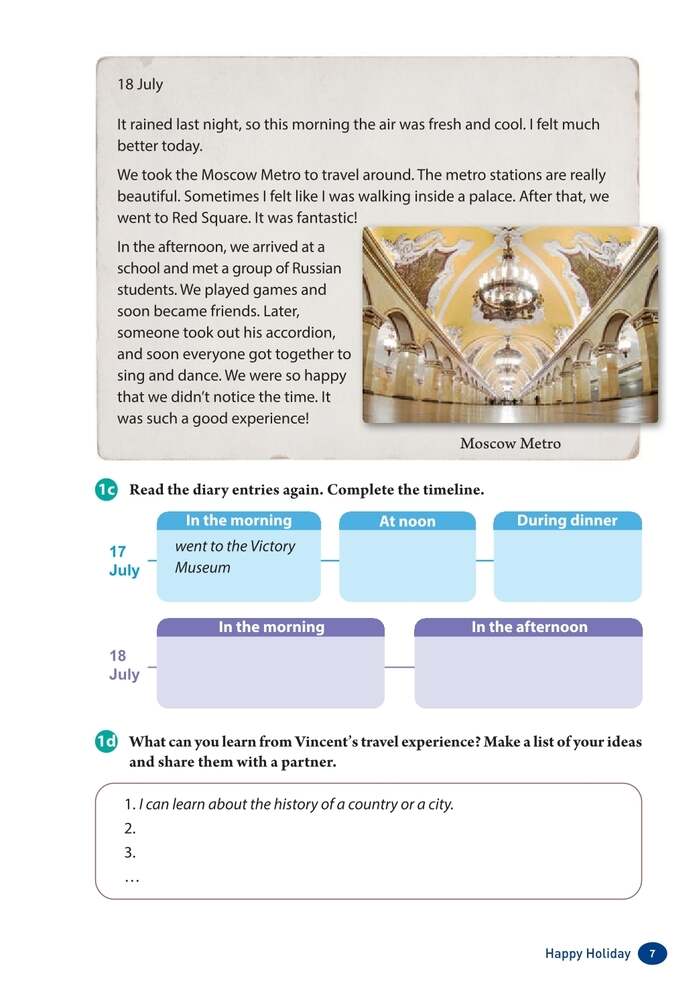 18 July
It rained last night, so this morning the air was fresh and cool. I felt much
better today.
We took the Moscow Metro to travel around. The metro stations are really
beautiful. Sometimes I felt like I was walking inside a palace. After that, we
went to Red Square. It was fantastic!
In the afternoon, we arrived at a
school and met a group of Russian
students. We played games and
soon became friends. Later,
someone took out his accordion,
and soon everyone got together to
sing and dance. We were so happy
that we didn't notice the time. It
was such a good experience!
Moscow Metro
1c Read the diary entries again. Complete the timeline.
In the morning
At noon
During dinner
17
July
went to the Victory
Museum
In the morning
In the afternoon
18
July
1d What can you learn from Vincent's travel experience? Make a list of your ideas
and share them with a partner.
1. I can learn about the history of a country or a city.
2.
3.
…
Happy Holiday 7